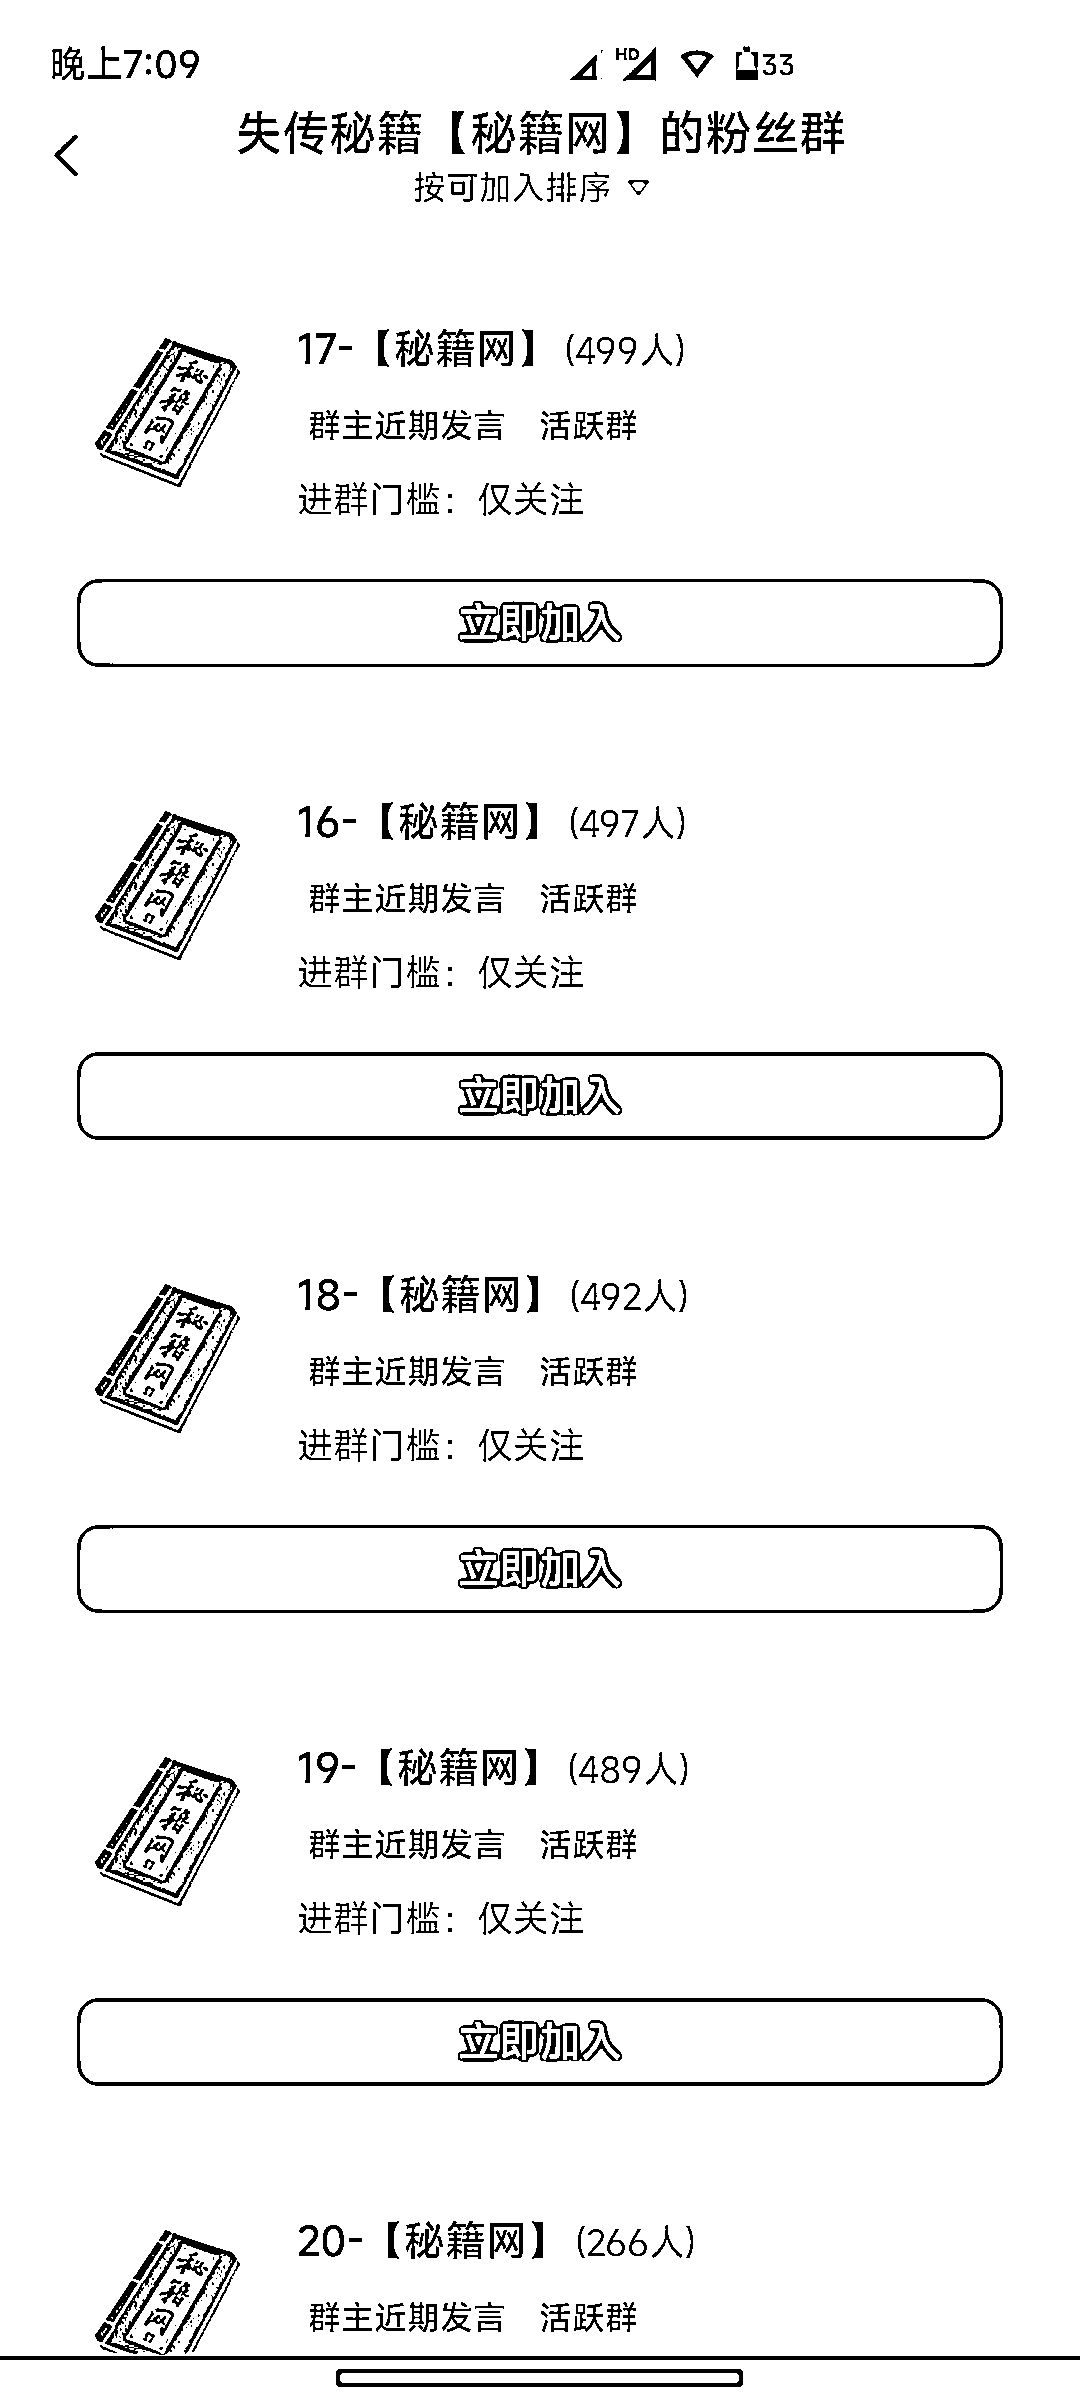 晚上7:09 HD 33
失传秘籍【秘籍网】的粉丝群
按可加入排序
秘籍网
17-【秘籍网】(499人)
群主近期发言 活跃群
进群门槛：仅关注
立即加入
秘籍网
16-【秘籍网】(497人)
群主近期发言 活跃群
进群门槛：仅关注
立即加入
秘籍网
18-【秘籍网】(492人)
群主近期发言 活跃群
进群门槛：仅关注
立即加入
秘籍网
19-【秘籍网】(489人)
群主近期发言 活跃群
进群门槛：仅关注
立即加入
秘籍网
20-【秘籍网】(266人)
群主近期发言 活跃群